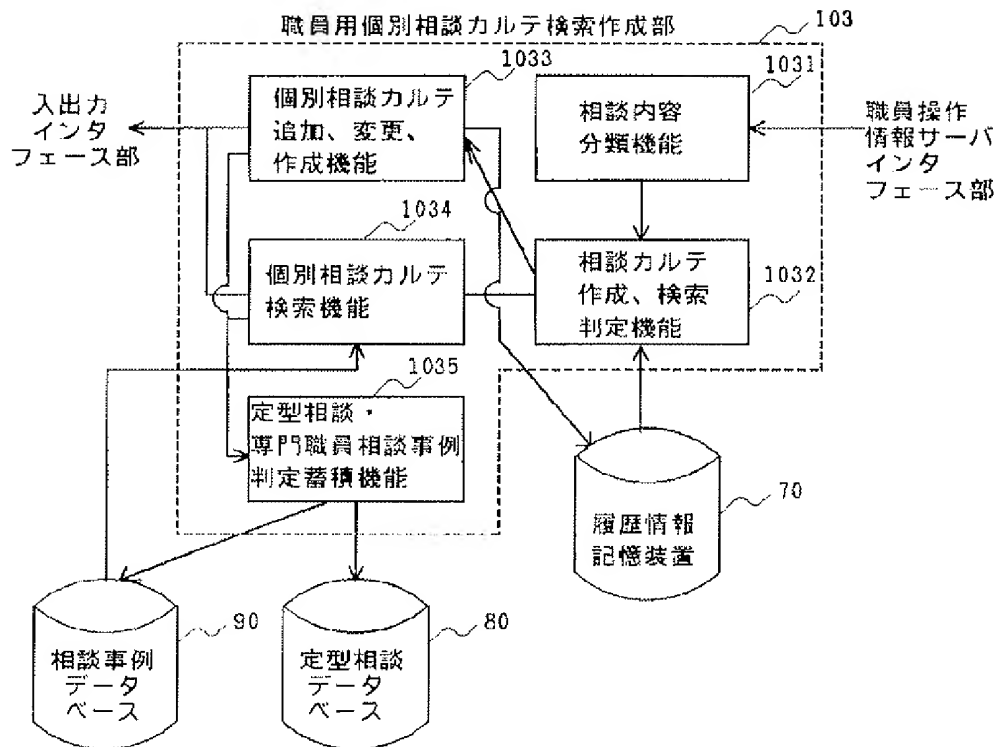 職員用個別相談カルテ検索作成部
103
1033
個別相談カルテ
追加、変更、
作成機能
1031
相談内容
分類機能
入出力
インタ
フェース部
職員操作
情報サーバ
インタ
フェース部
1034
個別相談カルテ
検索機能
相談カルテ
作成、検索
判定機能
1032
1035
定型相談・
専門職員相談事例
判定蓄積機能
履歴情報
記憶装置
70
相談事例
データ
ベース
90
定型相談
データ
ベース
80